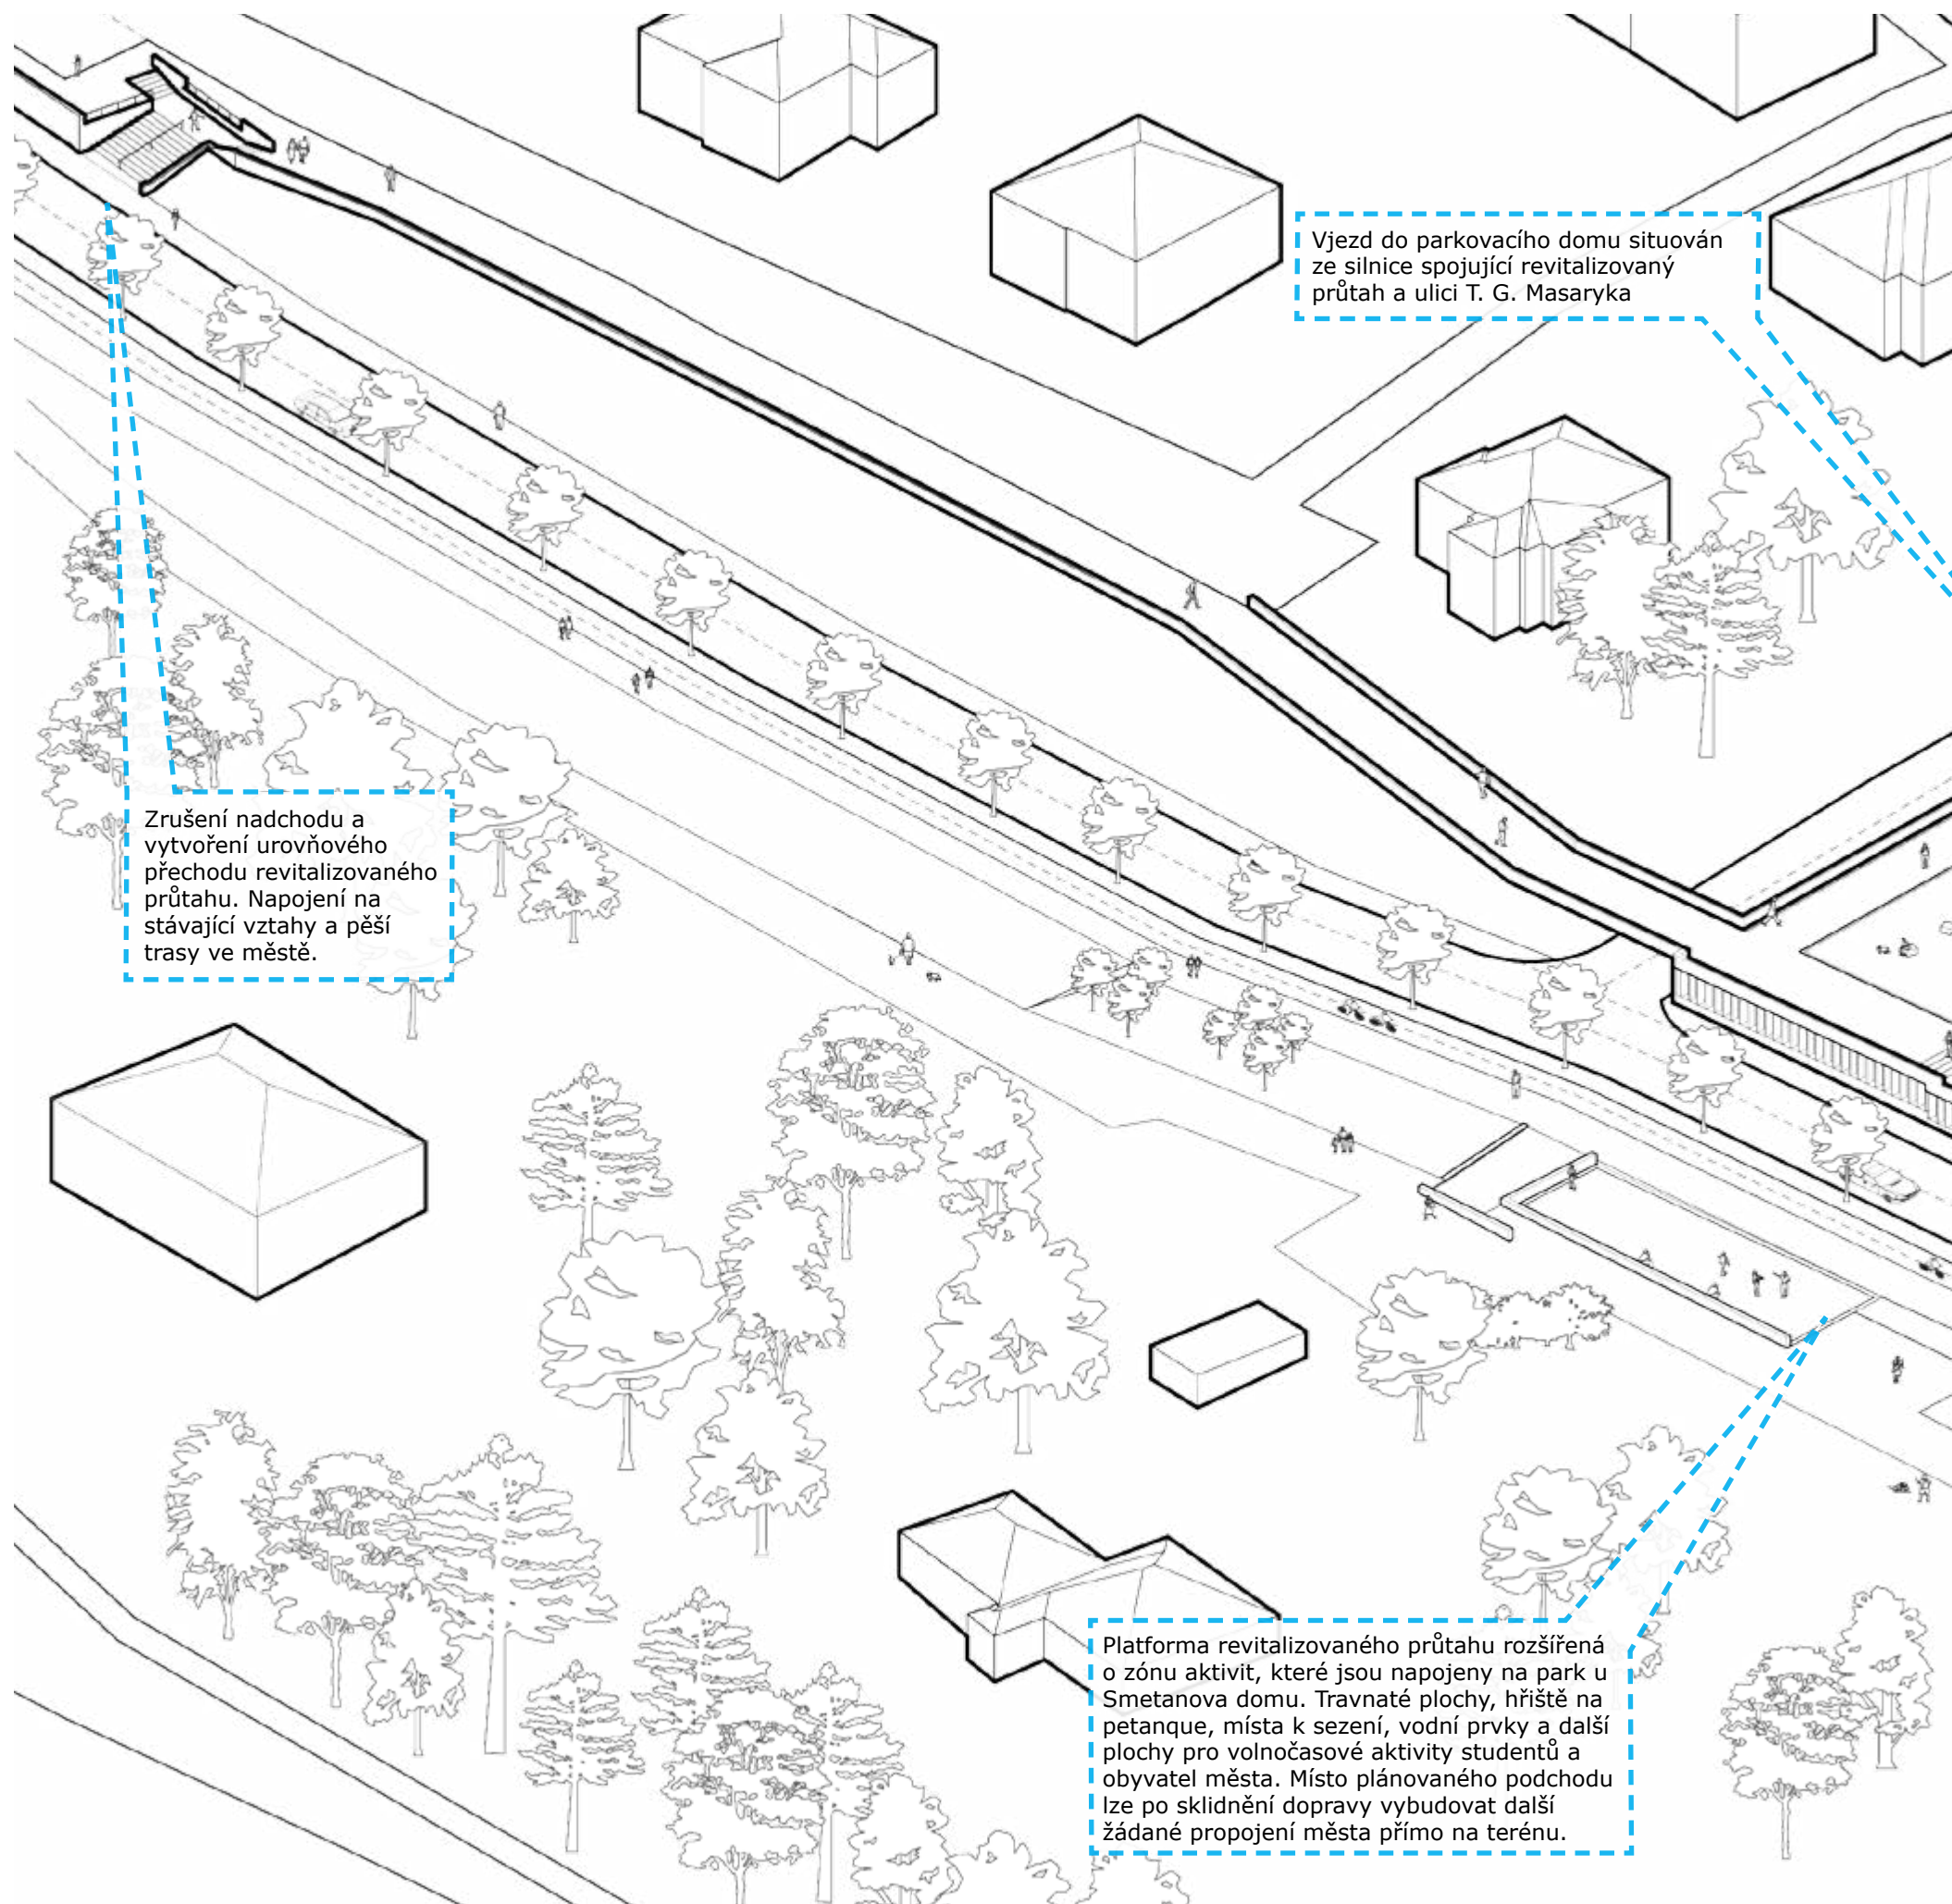 Vjezd do parkovacího domu situován
ze silnice spojující revitalizovaný
průtah a ulici T. G. Masaryka
Zrušení nadchodu a
vytvoření urovňového
přechodu revitalizovaného
průtahu. Napojení na
stávající vztahy a pěší
trasy ve městě.
Platforma revitalizovaného průtahu rozšířená
o zónu aktivit, které jsou napojeny na park u
Smetanova domu. Travnaté plochy, hřiště na
petanque, místa k sezení, vodní prvky a další
plochy pro volnočasové aktivity studentů a
obyvatel města. Místo plánovaného podchodu
lze po sklidnění dopravy vybudovat další
žádané propojení města přímo na terénu.